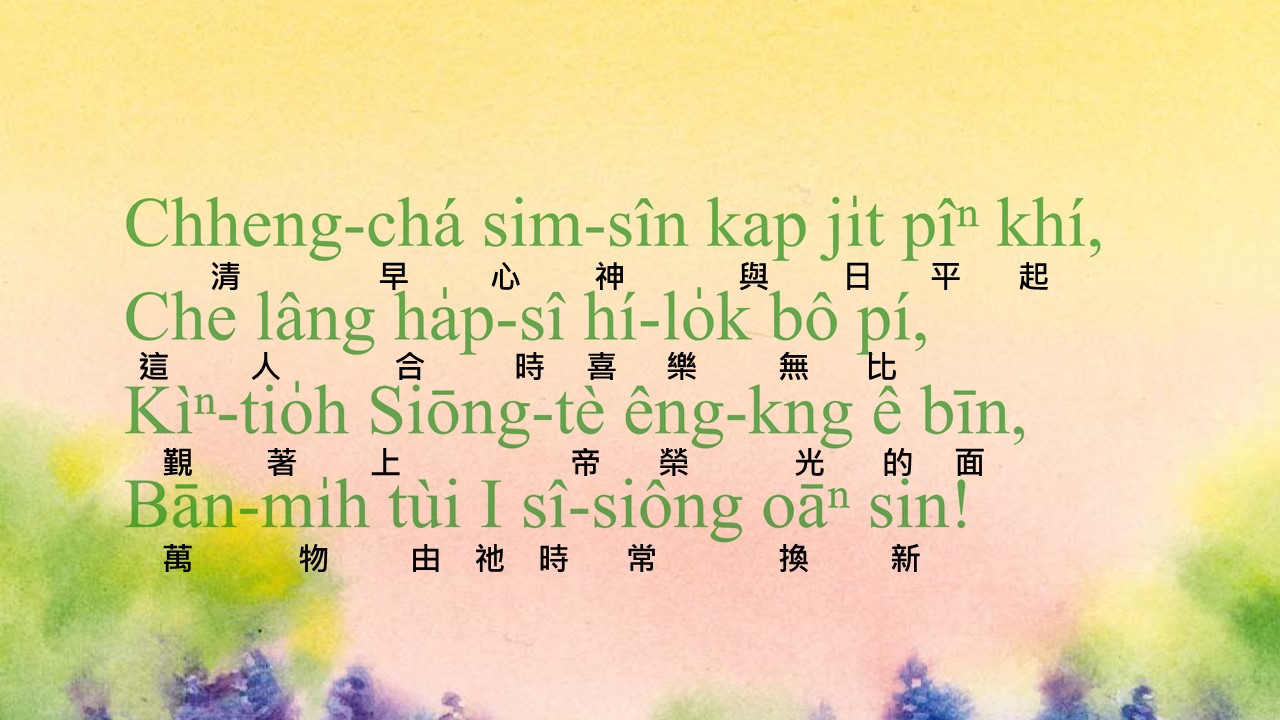 Chheng-chá sim-sîn kap ji̍t pîⁿ khí,
清 早 心 神 與 日 平 起
Che lâng ha̍p-sî hí-lo̍k bô pí,
這 人 合 時 喜 樂 無 比
Kìⁿ-tio̍h Siōng-tè êng-kng ê bīn,
覲 著 上 帝 榮 光 的 面
Bān-mi̍h tùi I sî-siông oāⁿ sin!
萬 物 由 祂 時 常 換 新